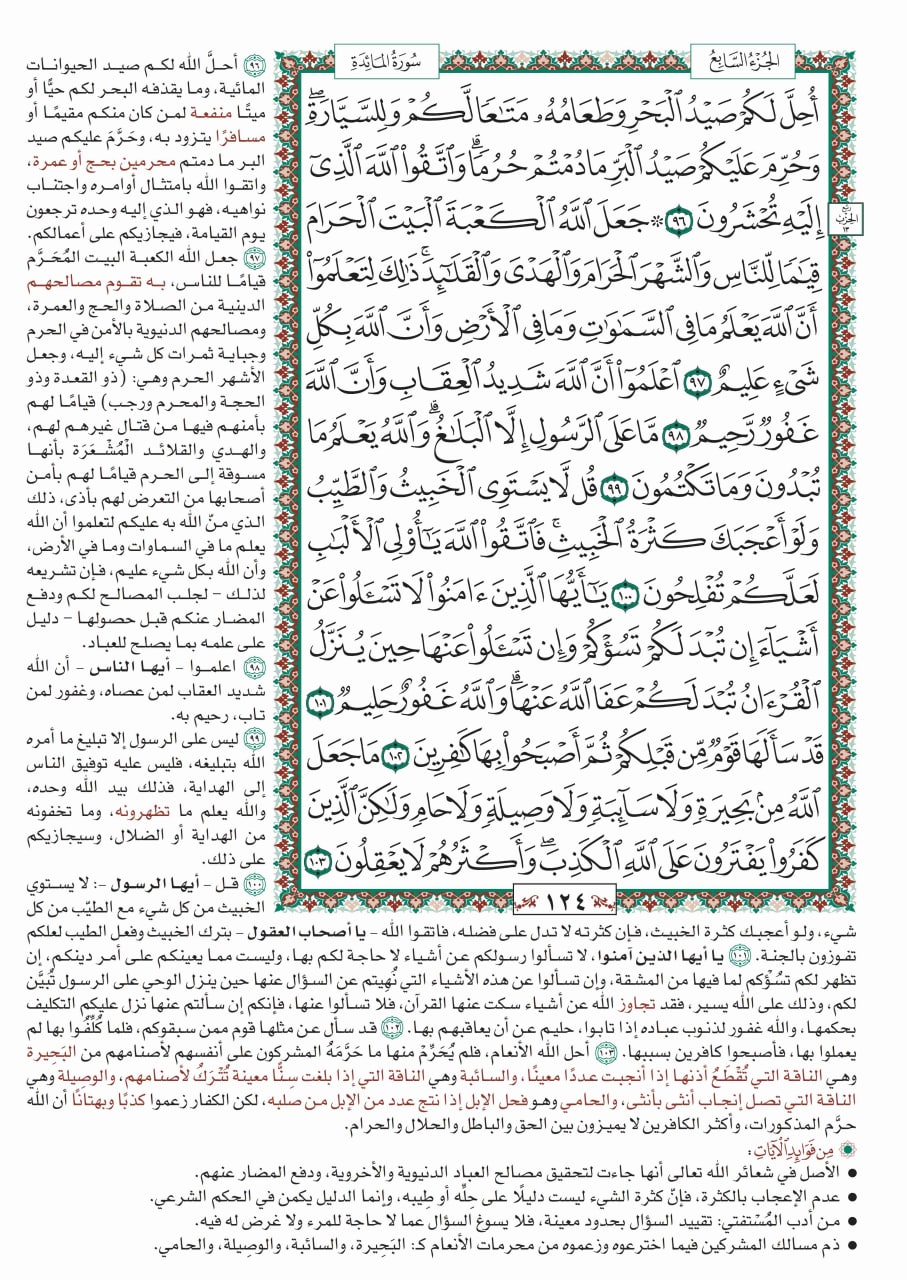 سُورَةُ المَائِدَةِ
الجُزْءُ السَّابِعُ
أُحِلَّ لَكُمْ صَيْدُ ٱلْبَحْرِ وَطَعَامُهُۥ مَتَٰعًا لَّكُمْ وَلِلسَّيَّارَةِۖ
وَحُرِّمَ عَلَيْكُمْ صَيْدُ ٱلْبَرِّ مَا دُمْتُمْ حُرُمًاۗ وَٱتَّقُوا۟ ٱللَّهَ ٱلَّذِىٓ
إِلَيْهِ تُحْشَرُونَ ٩٦ ۞ جَعَلَ ٱللَّهُ ٱلْكَعْبَةَ ٱلْبَيْتَ ٱلْحَرَامَ
قِيَٰمًا لِّلنَّاسِ وَٱلشَّهْرَ ٱلْحَرَامَ وَٱلْهَدْىَ وَٱلْقَلَٰٓئِدَۚ ذَٰلِكَ لِتَعْلَمُوٓا۟
أَنَّ ٱللَّهَ يَعْلَمُ مَا فِى ٱلسَّمَٰوَٰتِ وَمَا فِى ٱلْأَرْضِ وَأَنَّ ٱللَّهَ بِكُلِّ
شَىْءٍ عَلِيمٌ ٩٧ ٱعْلَمُوٓا۟ أَنَّ ٱللَّهَ شَدِيدُ ٱلْعِقَابِ وَأَنَّ ٱللَّهَ
غَفُورٌ رَّحِيمٌ ٩٨ مَّا عَلَى ٱلرَّسُولِ إِلَّا ٱلْبَلَٰغُۗ وَٱللَّهُ يَعْلَمُ مَا
تُبْدُونَ وَمَا تَكْتُمُونَ ٩٩ قُل لَّا يَسْتَوِى ٱلْخَبِيثُ وَٱلطَّيِّبُ
وَلَوْ أَعْجَبَكَ كَثْرَةُ ٱلْخَبِيثِۚ فَٱتَّقُوا۟ ٱللَّهَ يَٰٓأُو۟لِى ٱلْأَلْبَٰبِ
لَعَلَّكُمْ تُفْلِحُونَ ١٠٠ يَٰٓأَيُّهَا ٱلَّذِينَ ءَامَنُوا۟ لَا تَسْـَٔلُوا۟ عَنْ
أَشْيَآءَ إِن تُبْدَ لَكُمْ تَسُؤْكُمْ وَإِن تَسْـَٔلُوا۟ عَنْهَا حِينَ يُنَزَّلُ
ٱلْقُرْءَانُ تُبْدَ لَكُمْ عَفَا ٱللَّهُ عَنْهَاۗ وَٱللَّهُ غَفُورٌ حَلِيمٌ ١٠١
قَدْ سَأَلَهَا قَوْمٌ مِّن قَبْلِكُمْ ثُمَّ أَصْبَحُوا۟ بِهَا كَٰفِرِينَ ١٠٢ مَا جَعَلَ
ٱللَّهُ مِنۢ بَحِيرَةٍ وَلَا سَآئِبَةٍ وَلَا وَصِيلَةٍ وَلَا حَامٍ وَلَٰكِنَّ ٱلَّذِينَ
كَفَرُوا۟ يَفْتَرُونَ عَلَى ٱللَّهِ ٱلْكَذِبَۖ وَأَكْثَرُهُمْ لَا يَعْقِلُونَ ١٠٣
ربع
الحزب
١٣
١٢٤
٩٦ أحلَّ الله لكم صيد الحيوانات
المائية، وما يقذفه البحر لكم حيًّا أو
ميتًا منفعة لمن كان منكم مقيمًا أو
مسافرًا يتزود به، وحَرَّمَ عليكم صيد
البر ما دمتم محرمين بحج أو عمرة،
واتقوا الله بامتثال أوامره واجتناب
نواهيه، فهو الذي إليه وحده ترجعون
يوم القيامة، فيجازيكم على أعمالكم.
٩٧ جعل الله الكعبة البيت المُحَرَّم
قيامًا للناس، به تقوم مصالحهم
الدينية من الصلاة والحج والعمرة،
ومصالحهم الدنيوية بالأمن في الحرم
وجباية ثمرات كل شيء إليه، وجعل
الأشهر الحرم وهي: (ذو القعدة وذو
الحجة والمحرم ورجب) قيامًا لهم
بأمنهم فيها من قتال غيرهم لهم،
والهدي والقلائد الْمُشْعَرَة بأنها
مسوقة إلى الحرم قيامًا لهم بأمن
أصحابها من التعرض لهم بأذى، ذلك
الذي منّ الله به عليكم لتعلموا أن الله
يعلم ما في السماوات وما في الأرض،
وأن الله بكل شيء عليم، فإن تشريعه
لذلك - لجلب المصالح لكم ودفع
المضار عنكم قبل حصولها - دليل
على علمه بما يصلح للعباد.
٩٨ اعلموا - أيها الناس - أن الله
شديد العقاب لمن عصاه، وغفور لمن
تاب، رحيم به.
٩٩ ليس على الرسول إلا تبليغ ما أمره
الله بتبليغه، فليس عليه توفيق الناس
إلى الهداية، فذلك بيد الله وحده،
والله يعلم ما تظهرونه، وما تخفونه
من الهداية أو الضلال، وسيجازيكم
على ذلك.
١٠٠ قل - أيها الرسول -: لا يستوي
الخبيث من كل شيء مع الطيّب من كل
شيء، ولو أعجبك كثرة الخبيث، فإن كثرته لا تدل على فضله، فاتقوا الله - يا أصحاب العقول - بترك الخبيث وفعل الطيب لعلكم
تفوزون بالجنة. ١٠١ يا أيها الذين آمنوا، لا تسألوا رسولكم عن أشياء لا حاجة لكم بها، وليست مما يعينكم على أمر دينكم، إن
تظهر لكم تَسُؤْكم لما فيها من المشقة، وإن تسألوا عن هذه الأشياء التي نُهِيتم عن السؤال عنها حين ينزل الوحي على الرسول تُبيَّن
لكم، وذلك على الله يسير، فقد تجاوز الله عن أشياء سكت عنها القرآن، فلا تسألوا عنها، فإنكم إن سألتم عنها نزل عليكم التكليف
بحكمها، والله غفور لذنوب عباده إذا تابوا، حليم عن أن يعاقبهم بها. ١٠٢ قد سأل عن مثلها قوم ممن سبقوكم، فلما كُلِّفُوا بها لم
يعملوا بها، فأصبحوا كافرين بسببها. ١٠٣ أحل الله الأنعام، فلم يُحَرِّمْ منها ما حَرَّمَهُ المشركون على أنفسهم لأصنامهم من البَحِيرة
وهي الناقة التي تُقْطَعُ أذنها إذا أنجبت عددًا معينًا، والسائبة وهي الناقة التي إذا بلغت سِنًّا معينة تُتْرَكُ لأصنامهم، والوصِيلة وهي
الناقة التي تصل إنجاب أنثى بأنثى، والحامي وهو فحل الإبل إذا نتج عدد من الإبل من صلبه، لكن الكفار زعموا كذبًا وبهتانًا أن الله
حرَّم المذكورات، وأكثر الكافرين لا يميزون بين الحق والباطل والحلال والحرام.
مِن فَوَائِدِ الْآيَاتِ:
• الأصل في شعائر الله تعالى أنها جاءت لتحقيق مصالح العباد الدنيوية والأخروية، ودفع المضار عنهم.
• عدم الإعجاب بالكثرة، فإنّ كثرة الشيء ليست دليلًا على حِلِّه أو طِيبه، وإنما الدليل يكمن في الحكم الشرعي.
• من أدب المُسْتفتي: تقييد السؤال بحدود معينة، فلا يسوغ السؤال عما لا حاجة للمرء ولا غرض له فيه.
• ذم مسالك المشركين فيما اخترعوه وزعموه من محرمات الأنعام كـ: البَحِيرة، والسائبة، والوصِيلة، والحامي.